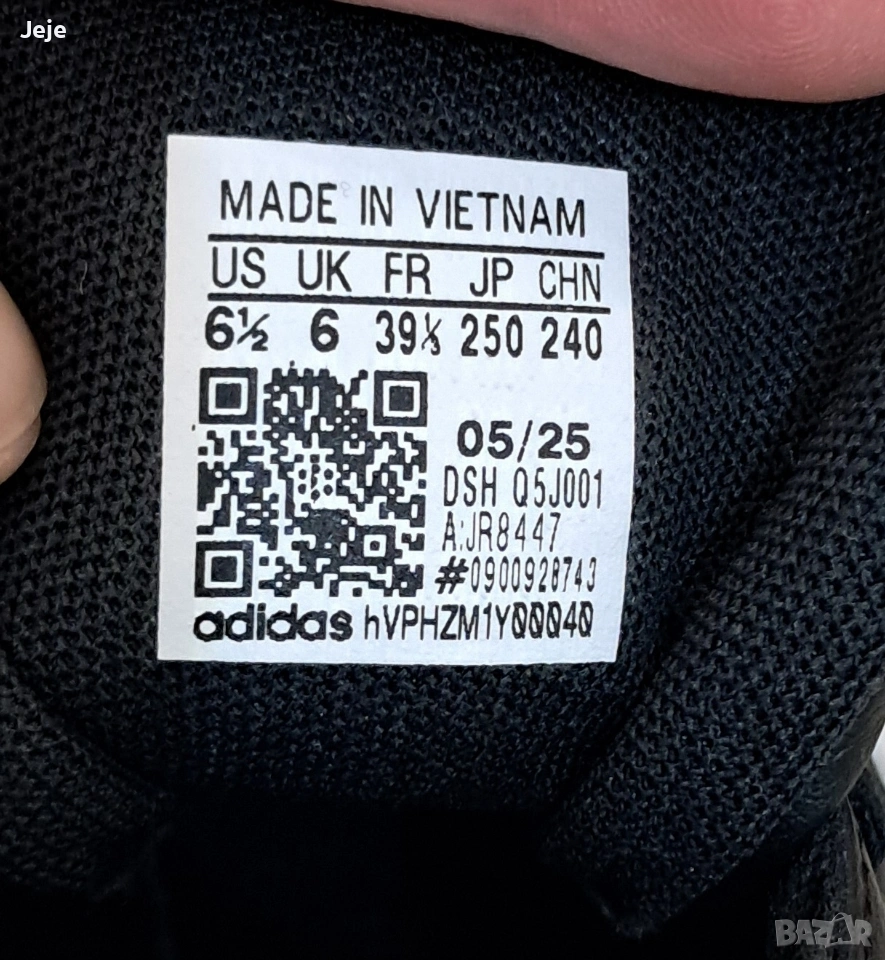 Jeje
MADE IN VIETNAM
US UK FR JP CHN
6½ 6 39⅓ 250 240
05/25
DSH Q5J001
A:JR8447
#0900928743
adidas hVPHZM1Y00040
BAZAR